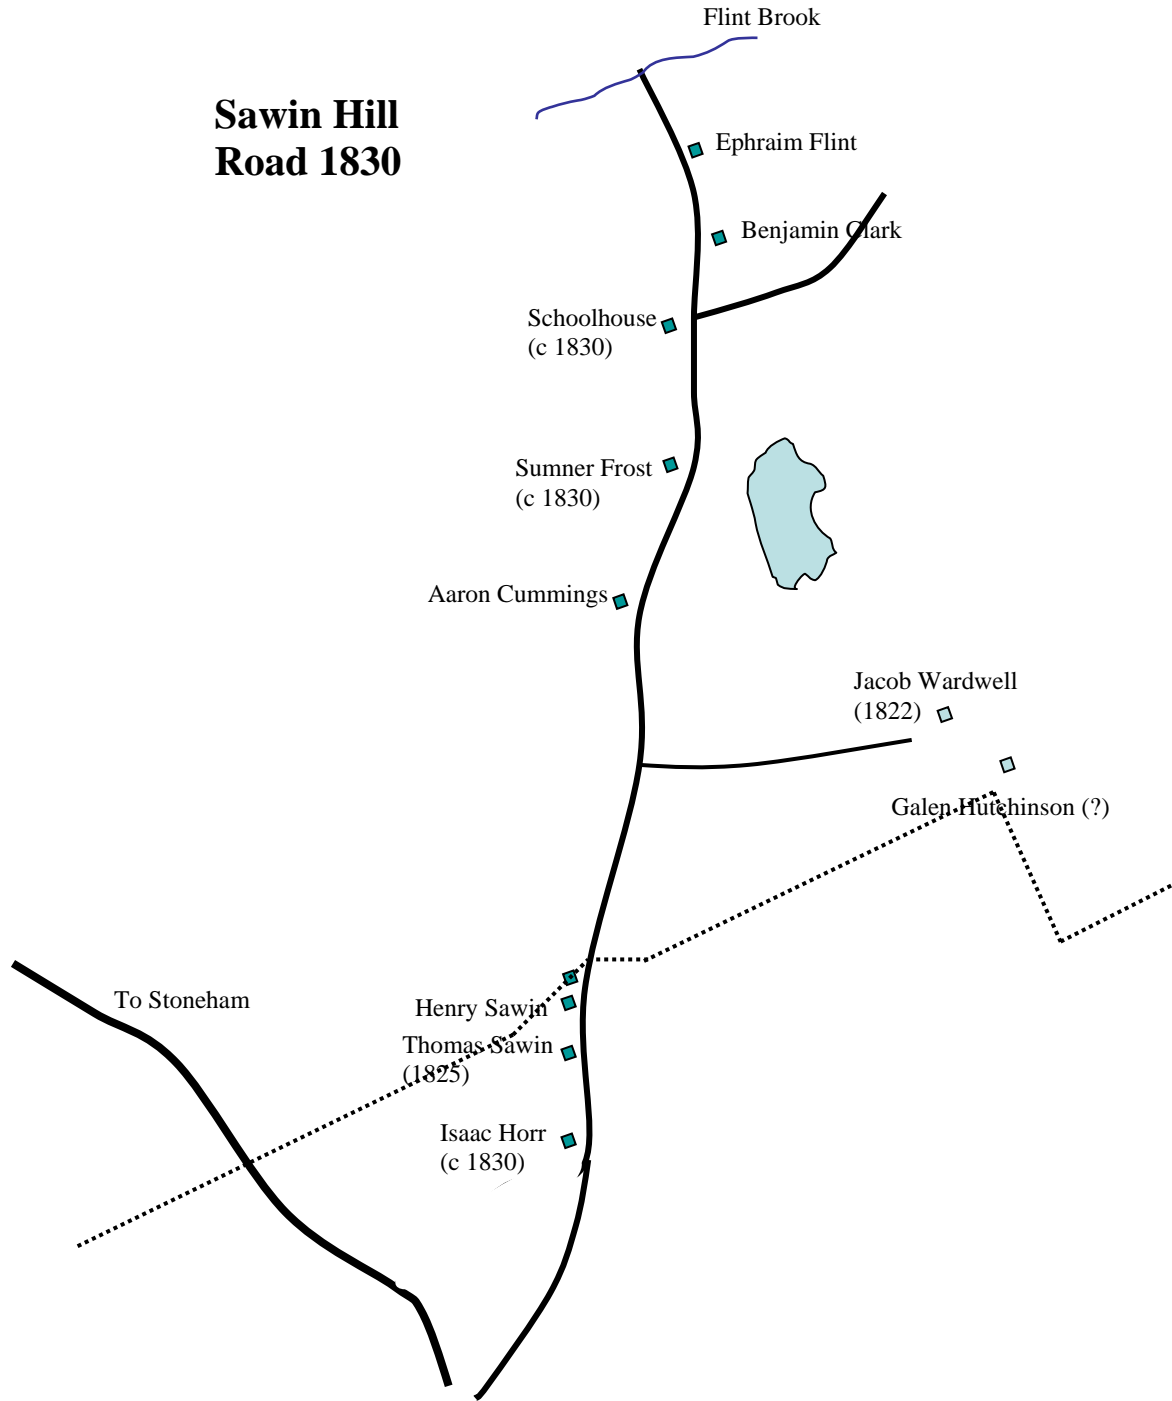 Flint Brook
Sawin Hill
Road 1830
Ephraim Flint
Benjamin Clark
Schoolhouse
(c 1830)
Sumner Frost
(c 1830)
Aaron Cummings
Jacob Wardwell
(1822)
Galen Hutchinson (?)
To Stoneham
Henry Sawin
Thomas Sawin
(1825)
Isaac Horr
(c 1830)